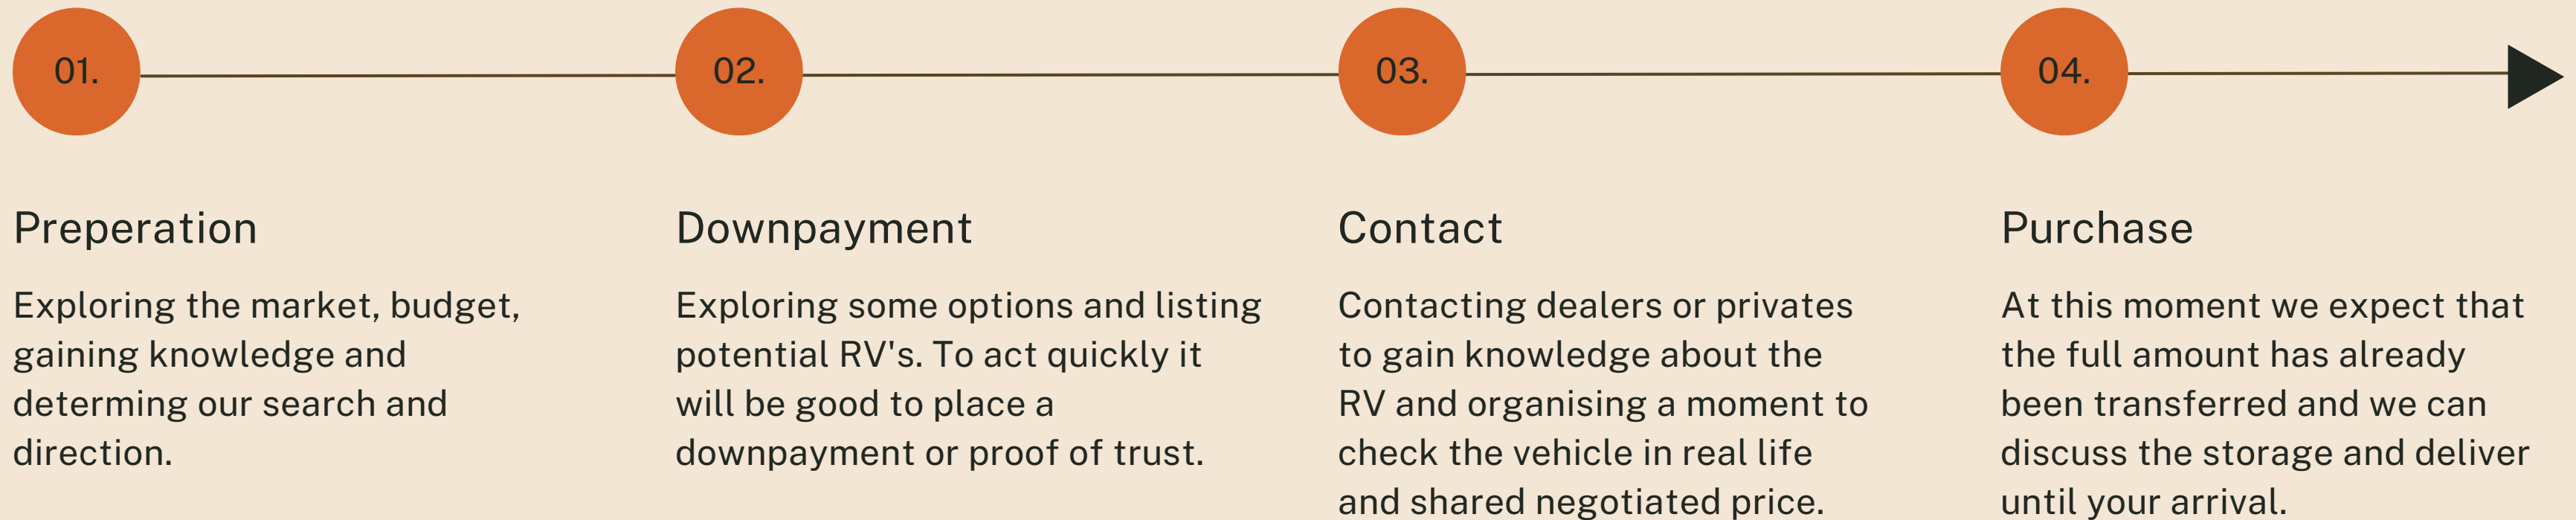 01.
02.
03.
04.
Preperation
Exploring the market, budget,
gaining knowledge and
determing our search and
direction.
Downpayment
Exploring some options and listing
potential RV's. To act quickly it
will be good to place a
downpayment or proof of trust.
Contact
Contacting dealers or privates
to gain knowledge about the
RV and organising a moment to
check the vehicle in real life
and shared negotiated price.
Purchase
At this moment we expect that
the full amount has already
been transferred and we can
discuss the storage and deliver
until your arrival.